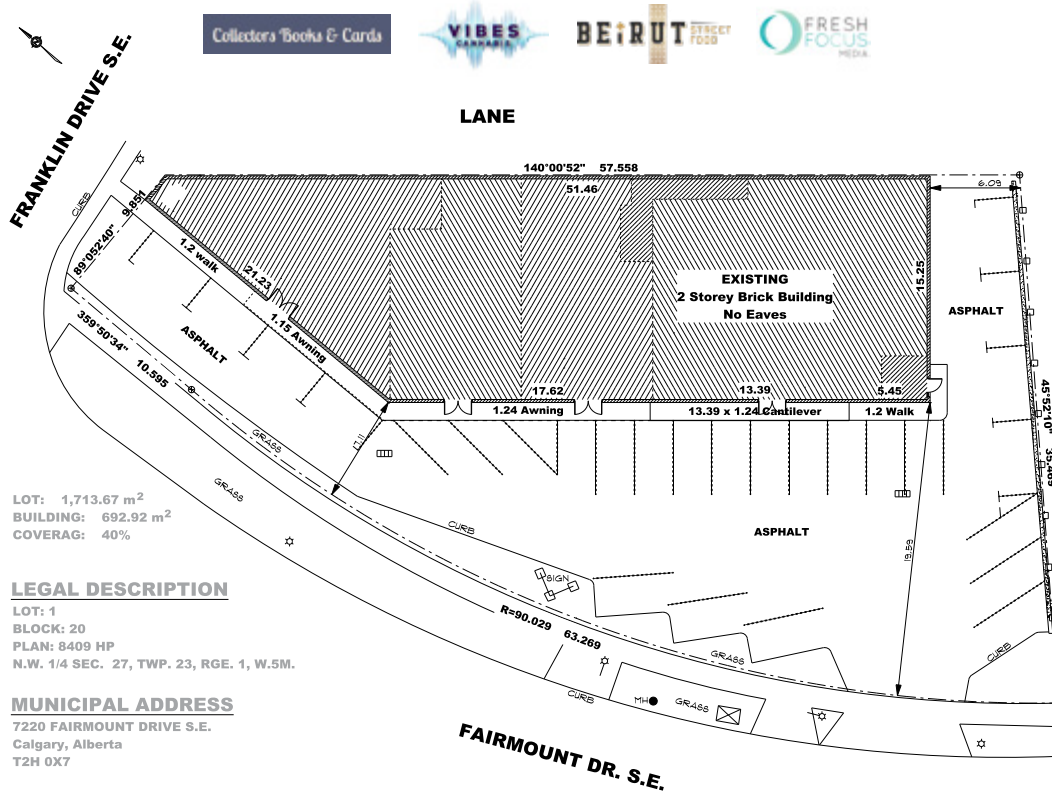 Collectors Books & Cards
VIBES
CANNABIS
BEiRUT STREET
FOOD
FRESH
FOCUS
MEDIA
FRANKLIN DRIVE S.E.
LANE
140°00'52" 57.558
51.46
6.09
CURB
9.851
89°052'40"
1.2 walk
21.23
1.15 Awning
EXISTING
2 Storey Brick Building
No Eaves
15.25
ASPHALT
ASPHALT
359°50'34"
10.595
17.62
13.39
5.45
1.24 Awning
13.39 x 1.24 Cantilever
1.2 Walk
45°52'10"
GRASS
7.11
GRASS
CURB
ASPHALT
19.59
LOT: 1,713.67 m2
BUILDING: 692.92 m2
COVERAG: 40%
SIGN
R=90.029
63.269
GRASS
CURB
LEGAL DESCRIPTION
LOT: 1
BLOCK: 20
PLAN: 8409 HP
N.W. 1/4 SEC. 27, TWP. 23, RGE. 1, W.5M.
CURB
MH
GRASS
MUNICIPAL ADDRESS
7220 FAIRMOUNT DRIVE S.E.
Calgary, Alberta
T2H 0X7
FAIRMOUNT DR. S.E.